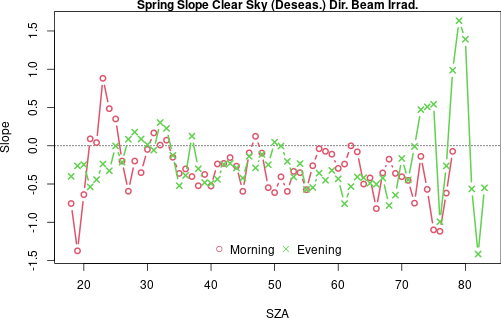 Spring Slope Clear Sky (Deseas.) Dir. Beam Irrad.
Slope
1.5
1.0
0.5
0.0
-0.5
-1.0
-1.5
Morning Evening
20 30 40 50 60 70 80
SZA